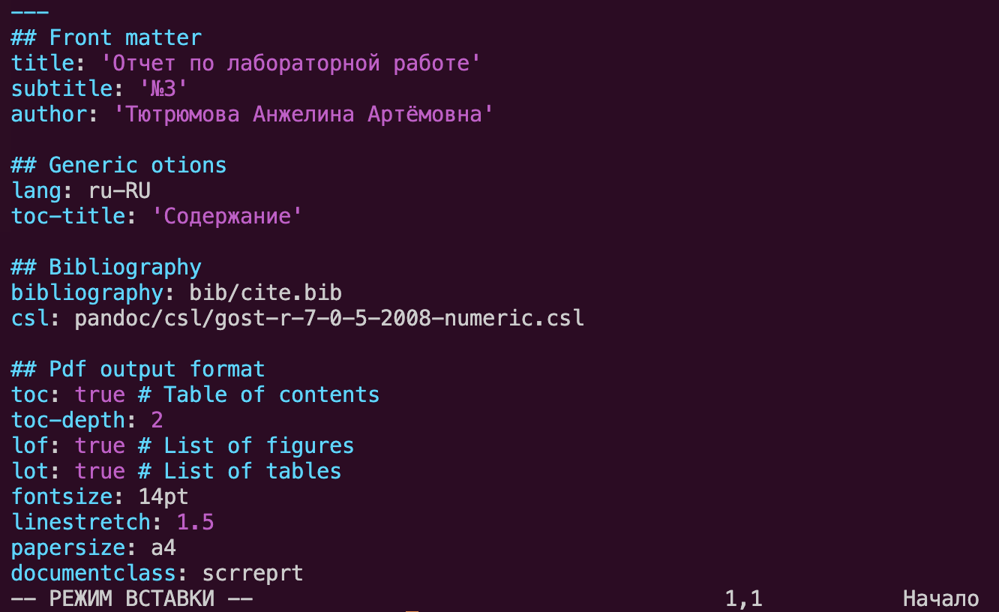 ---
## Front matter
title: 'Отчет по лабораторной работе'
subtitle: '№3'
author: 'Тютрюмова Анжелина Артёмовна'
## Generic otions
lang: ru-RU
toc-title: 'Содержание'
## Bibliography
bibliography: bib/cite.bib
csl: pandoc/csl/gost-r-7-0-5-2008-numeric.csl
## Pdf output format
toc: true # Table of contents
toc-depth: 2
lof: true # List of figures
lot: true # List of tables
fontsize: 14pt
linestretch: 1.5
papersize: a4
documentclass: scrreprt
-- РЕЖИМ ВСТАВКИ -- 1,1 Начало